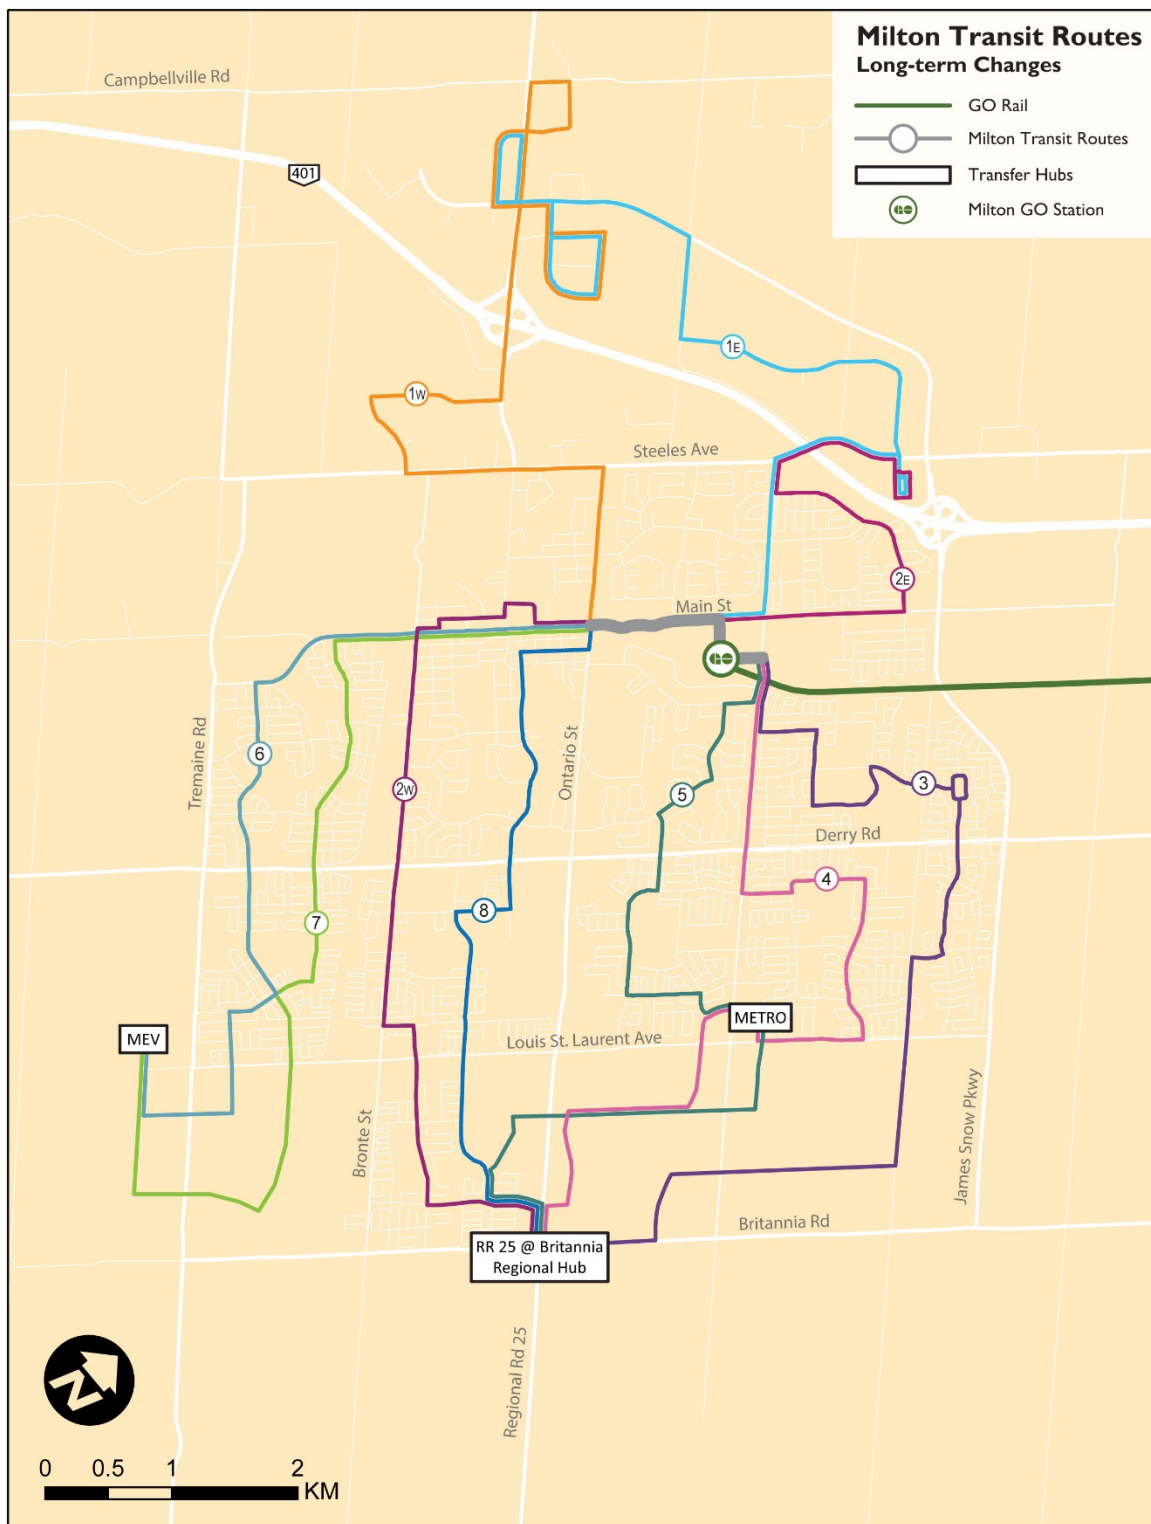 Milton Transit Routes
Long-term Changes
GO Rail
Milton Transit Routes
Transfer Hubs
GO
Milton GO Station
Campbellville Rd
401
1E
1W
Steeles Ave
2E
Main St
GO
Tremaine Rd
6
2W
Ontario St
5
3
Derry Rd
4
7
8
MEV
METRO
Louis St. Laurent Ave
Bronte St
James Snow Pkwy
Britannia Rd
RR 25 @ Britannia
Regional Hub
Regional Rd 25
N
0 0.5 1 2
KM